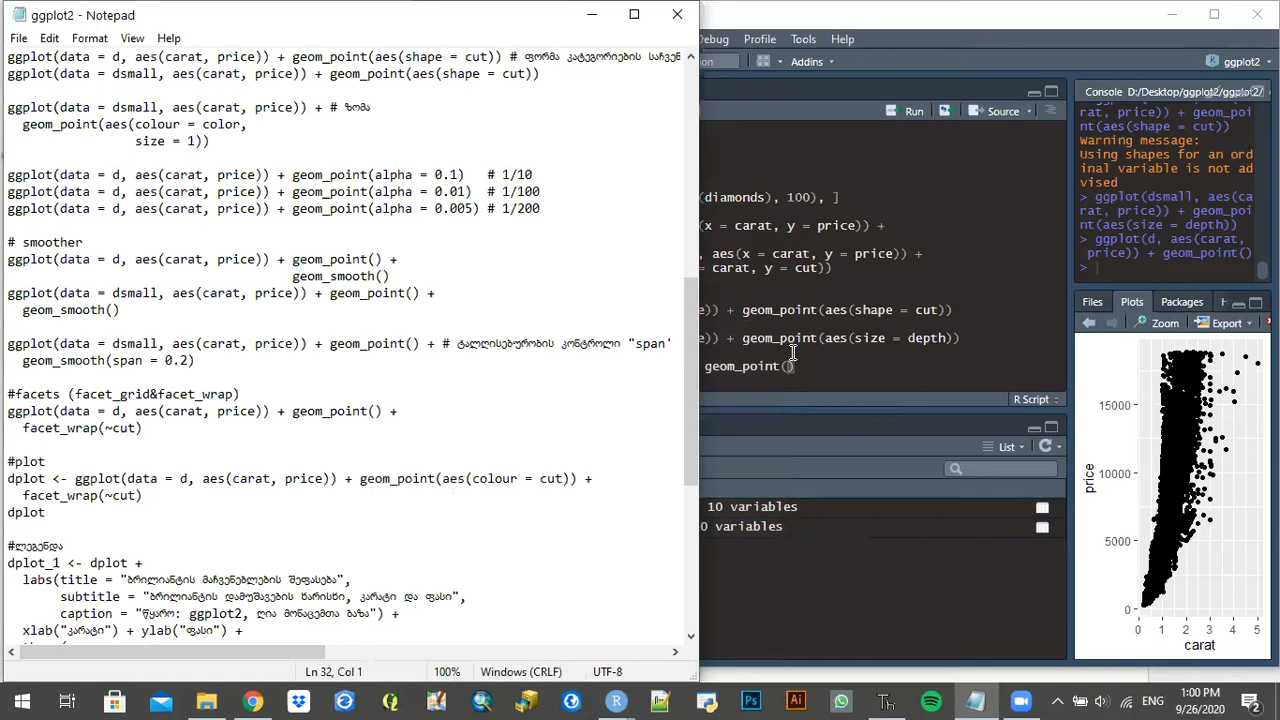 ggplot2 - Notepad
File Edit Format View Help
ggplot(data = d, aes(carat, price)) + geom_point(aes(shape = cut)) # ფორმა კატეგორიების
ggplot(data = dsmall, aes(carat, price)) + geom_point(aes(shape = cut))
ggplot(data = dsmall, aes(carat, price)) + # ზომა
geom_point(aes(colour = color,
size = 1))
ggplot(data = d, aes(carat, price)) + geom_point(alpha = 0.1) # 1/10
ggplot(data = d, aes(carat, price)) + geom_point(alpha = 0.01) # 1/100
ggplot(data = d, aes(carat, price)) + geom_point(alpha = 0.005) # 1/200
# smoother
ggplot(data = d, aes(carat, price)) + geom_point() +
geom_smooth()
ggplot(data = dsmall, aes(carat, price)) + geom_point() +
geom_smooth()
ggplot(data = dsmall, aes(carat, price)) + geom_point() + # ტალღისებურობის კონტროლი "span'
geom_smooth(span = 0.2)
#facets (facet_grid&facet_wrap)
ggplot(data = d, aes(carat, price)) + geom_point() +
facet_wrap(~cut)
#plot
dplot <- ggplot(data = d, aes(carat, price)) + geom_point(aes(colour = cut)) +
facet_wrap(~cut)
dplot
#ლეგენდა
dplot_1 <- dplot +
labs(title = "ბრილიანტის მაჩვენებლების შეფასება",
subtitle = "ბრილიანტის დამუშავების ხარისხი, კარატი და ფასი",
caption = "წყარო: ggplot2, ღია მონაცემთა ბაზა") +
xlab("კარატი") + ylab("ფასი") +
Ln 32, Col 1 100% Windows (CRLF) UTF-8
Debug Profile Tools Help
Addins ggplot2
Run Source
(diamonds), 100), ]
(x = carat, y = price)) +
, aes(x = carat, y = price)) +
= carat, y = cut))
e)) + geom_point(aes(shape = cut))
e)) + geom_point(aes(size = depth))
geom_point()
R Script
List
10 variables
0 variables
Console D:/Desktop/ggplot2/ggplot2/
rat, price)) + geom_poi
nt(aes(shape = cut))
Warning message:
Using shapes for an ord
inal variable is not ad
vised
> ggplot(dsmall, aes(ca
rat, price)) + geom_poi
nt(aes(size = depth))
> ggplot(d, aes(carat,
price)) + geom_point()
>
Files Plots Packages H
Zoom Export
15000
10000
5000
0
price
0 1 2 3 4 5
carat
ENG
1:00 PM
9/26/2020
2